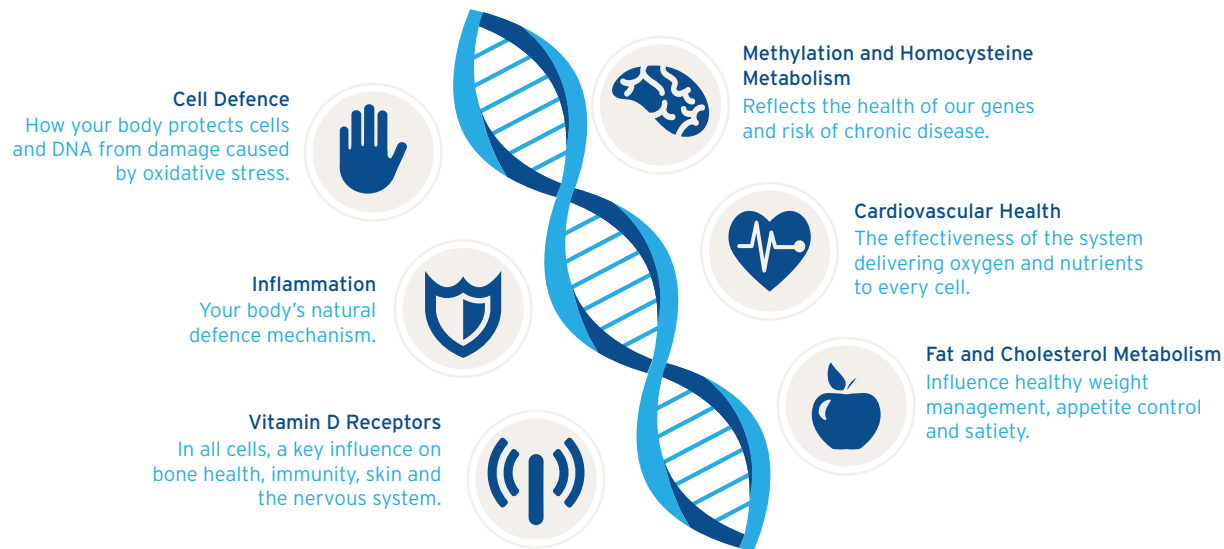 Cell Defence
How your body protects cells
and DNA from damage caused
by oxidative stress.
Inflammation
Your body’s natural
defence mechanism.
Vitamin D Receptors
In all cells, a key influence on
bone health, immunity, skin and
the nervous system.
Methylation and Homocysteine
Metabolism
Reflects the health of our genes
and risk of chronic disease.
Cardiovascular Health
The effectiveness of the system
delivering oxygen and nutrients
to every cell.
Fat and Cholesterol Metabolism
Influence healthy weight
management, appetite control
and satiety.